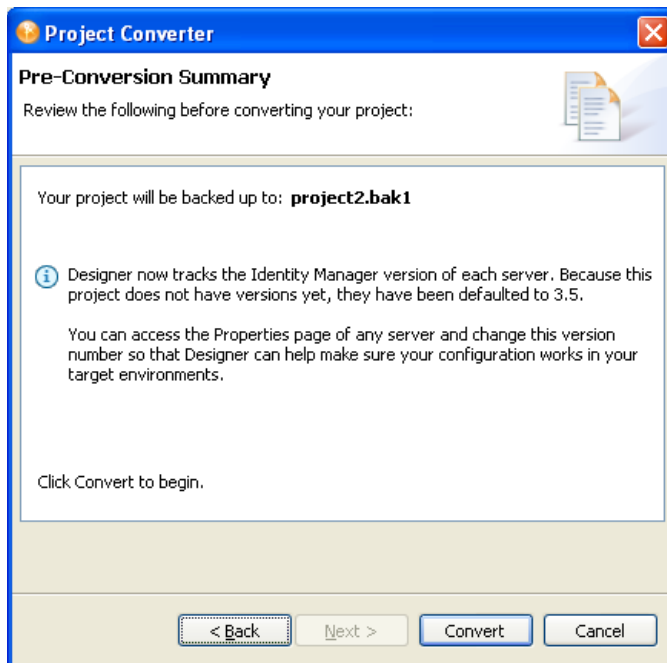 Project Converter
Pre-Conversion Summary
Review the following before converting your project:
Your project will be backed up to: project2.bak1
Designer now tracks the Identity Manager version of each server. Because this
project does not have versions yet, they have been defaulted to 3.5.
You can access the Properties page of any server and change this version
number so that Designer can help make sure your configuration works in your
target environments.
Click Convert to begin.
< Back
Next >
Convert
Cancel